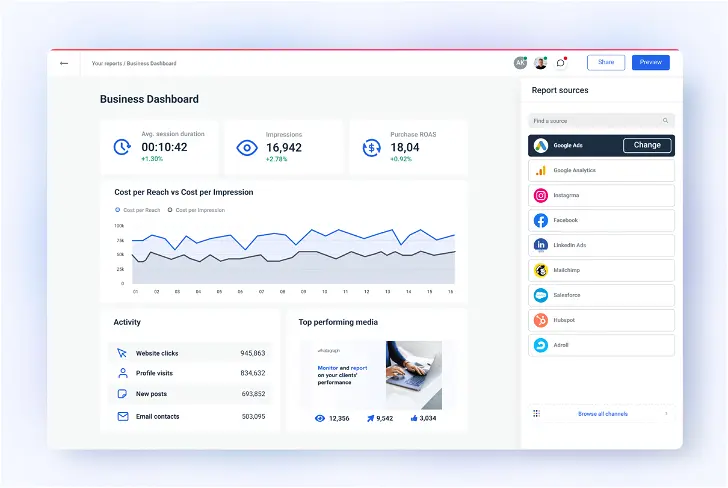 Your reports / Business Dashboard
AK
Share
Preview
Business Dashboard
Avg. session duration
00:10:42
+1.30%
Impressions
16,942
+2.78%
Purchase ROAS
18,04
+0.92%
Cost per Reach vs Cost per Impression
Cost per Reach
Cost per Impression
100k
75k
50k
25k
01 02 03 04 05 06 07 08 09 10 11 12 13 14 15 16
Activity
Website clicks 945,863
Profile visits 834,632
New posts 693,852
Email contacts 503,095
Top performing media
Monitor and report
on your clients'
performance
12,356 9,542 3,034
Report sources
Find a source
Google Ads Change
Google Analytics
Instagrma
Facebook
in
LinkedIn Ads
Mailchimp
Salesforce
Hubspot
Adroll
Browse all channels